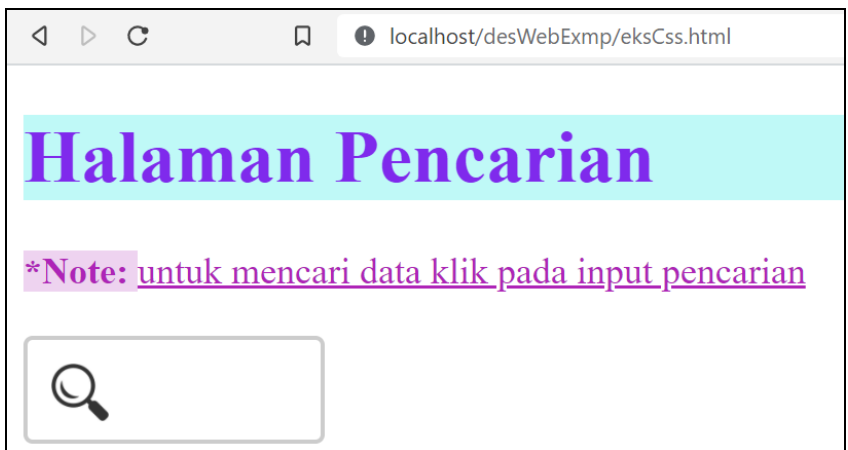 localhost/desWebExmp/eksCss.html
Halaman Pencarian
*Note: untuk mencari data klik pada input pencarian